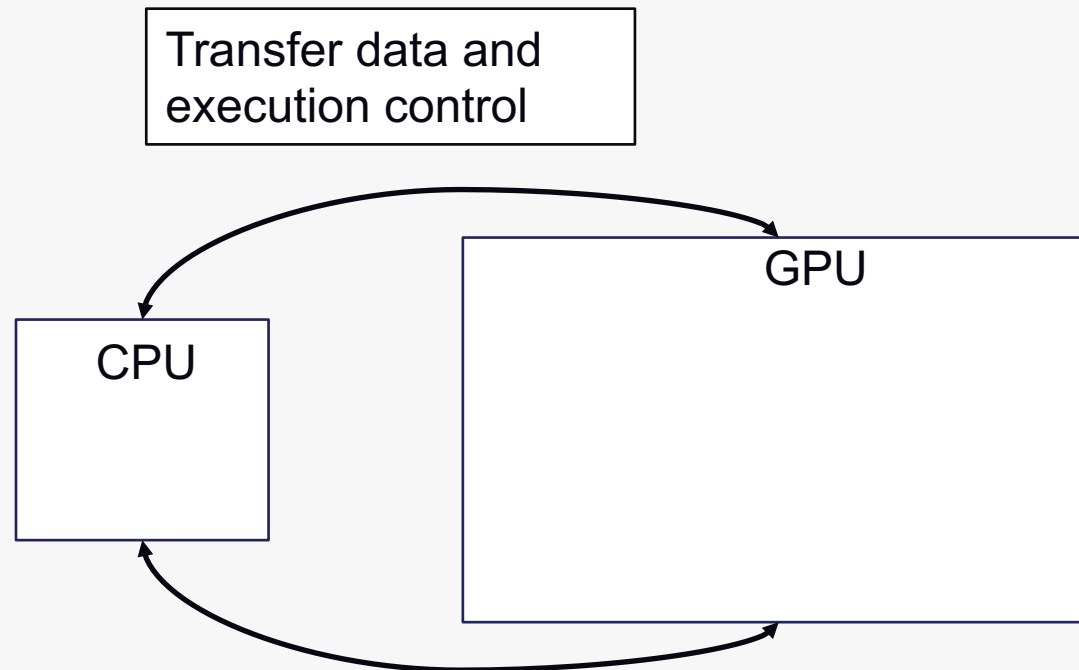 Transfer data and
execution control
GPU
CPU